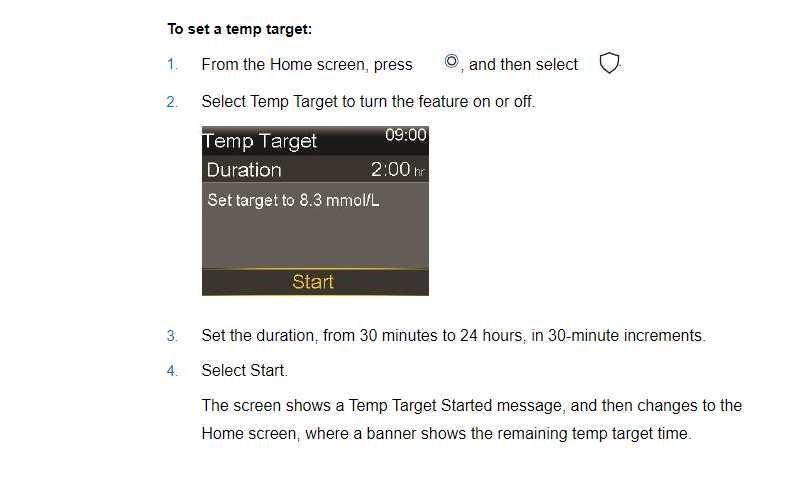 To set a temp target:
1. From the Home screen, press , and then select
2. Select Temp Target to turn the feature on or off.
Temp Target 09:00
Duration 2:00 hr
Set target to 8.3 mmol/L
Start
3. Set the duration, from 30 minutes to 24 hours, in 30-minute increments.
4. Select Start.
The screen shows a Temp Target Started message, and then changes to the
Home screen, where a banner shows the remaining temp target time.